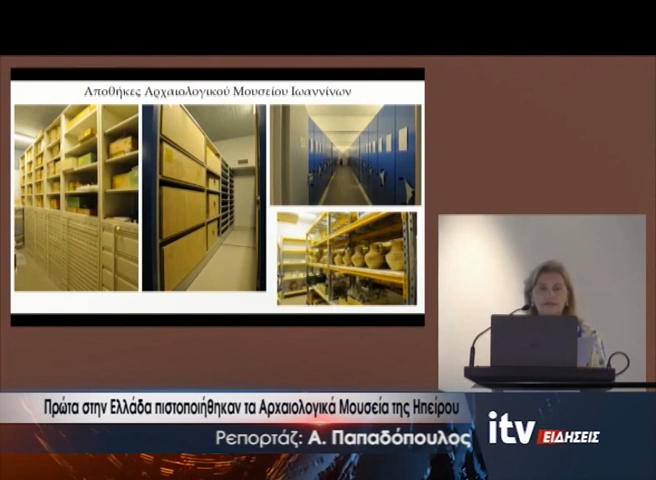 Αποθήκες Αρχαιολογικού Μουσείου Ιωαννίνων
Πρώτα στην Ελλάδα πιστοποιήθηκαν τα Αρχαιολογικά Μουσεία της Ηπείρου
Ρεπορτάζ: Α. Παπαδόπουλος
itv ΕΙΔΗΣΕΙΣ